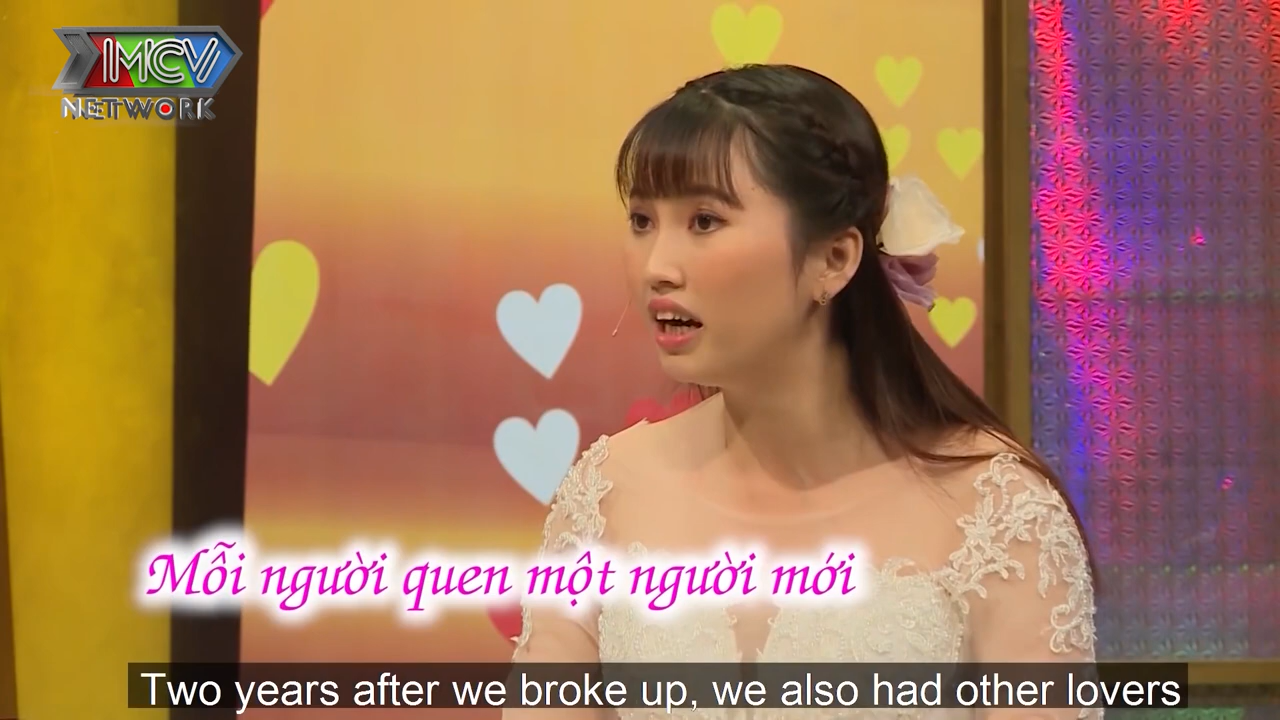 MCV
NETWORK
Mỗi người quen một người mới
Two years after we broke up, we also had other lovers